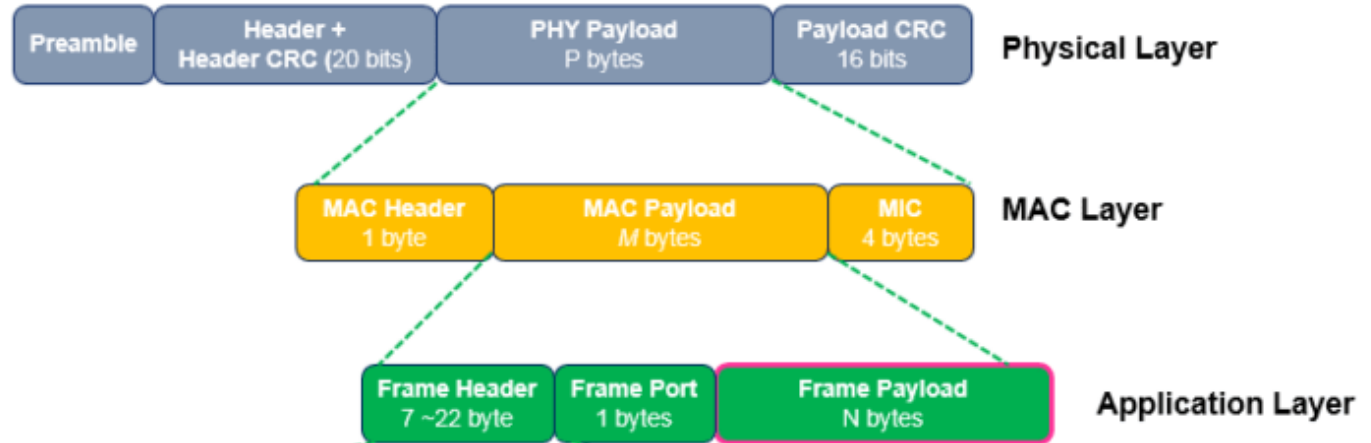 Preamble
Header +
Header CRC (20 bits)
PHY Payload
P bytes
Payload CRC
16 bits
Physical Layer
MAC Header
1 byte
MAC Payload
M bytes
MIC
4 bytes
MAC Layer
Frame Header
7 ~22 byte
Frame Port
1 bytes
Frame Payload
N bytes
Application Layer